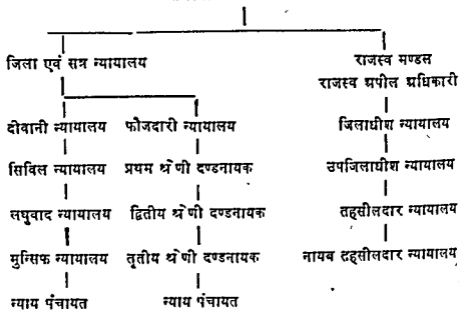 जिला एवं सत्र न्यायालय
राजस्व मण्डल
राजस्व अपील अधिकारी
दीवानी न्यायालय फौजदारी न्यायालय जिलाधीश न्यायालय
सिविल न्यायालय प्रथम श्रेणी दण्डनायक उपजिलाधीश न्यायालय
लघुवाद न्यायालय द्वितीय श्रेणी दण्डनायक तहसीलदार न्यायालय
मुन्सिफ न्यायालय तृतीय श्रेणी दण्डनायक नायब तहसीलदार न्यायालय
न्याय पंचायत न्याय पंचायत